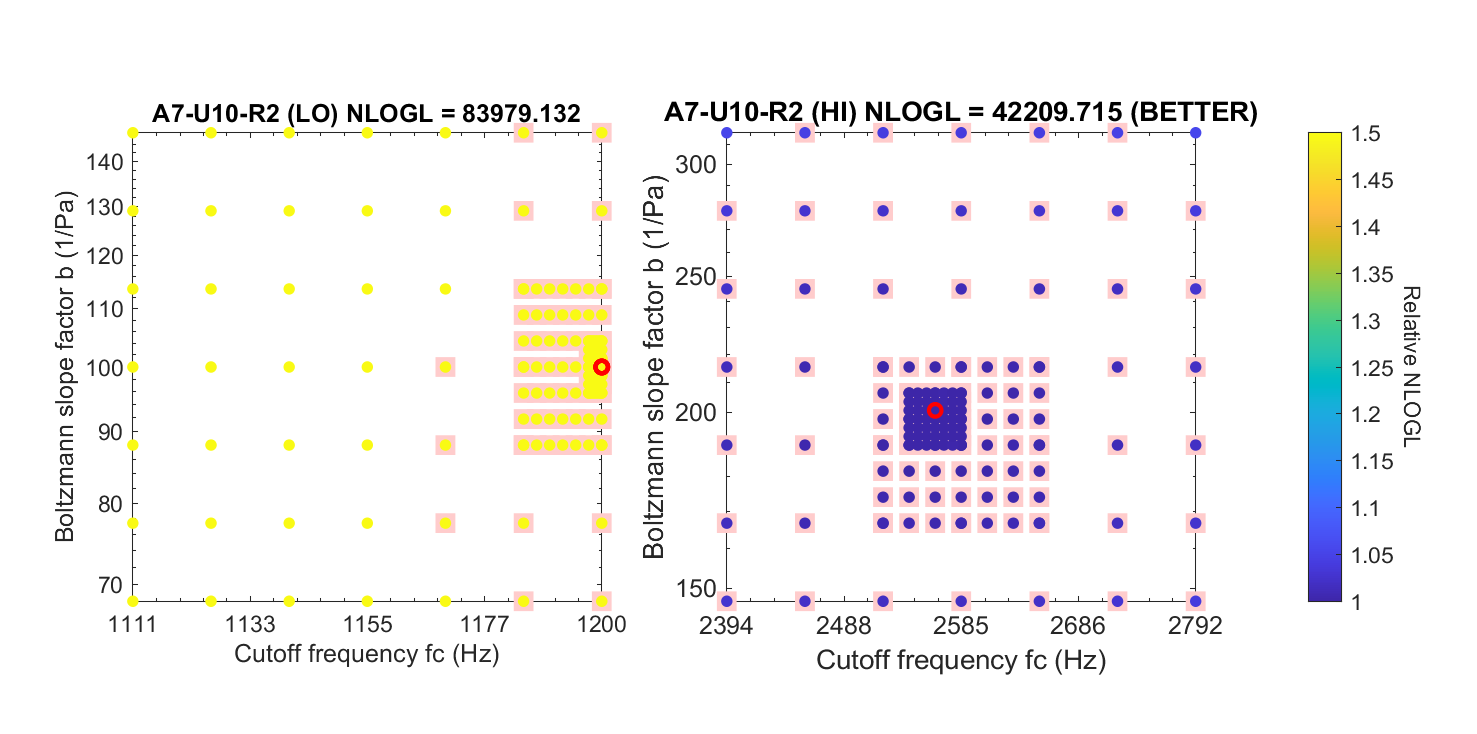 A7-U10-R2 (LO) NLOGL = 83979.132
140
130
120
110
100
90
80
70
Boltzmann slope factor b (1/Pa)
1111 1133 1155 1177 1200
Cutoff frequency fc (Hz)
A7-U10-R2 (HI) NLOGL = 42209.715 (BETTER)
300
250
200
150
Boltzmann slope factor b (1/Pa)
2394 2488 2585 2686 2792
Cutoff frequency fc (Hz)
1.5
1.45
1.4
1.35
1.3
1.25
1.2
1.15
1.1
1.05
1
Relative NLOGL